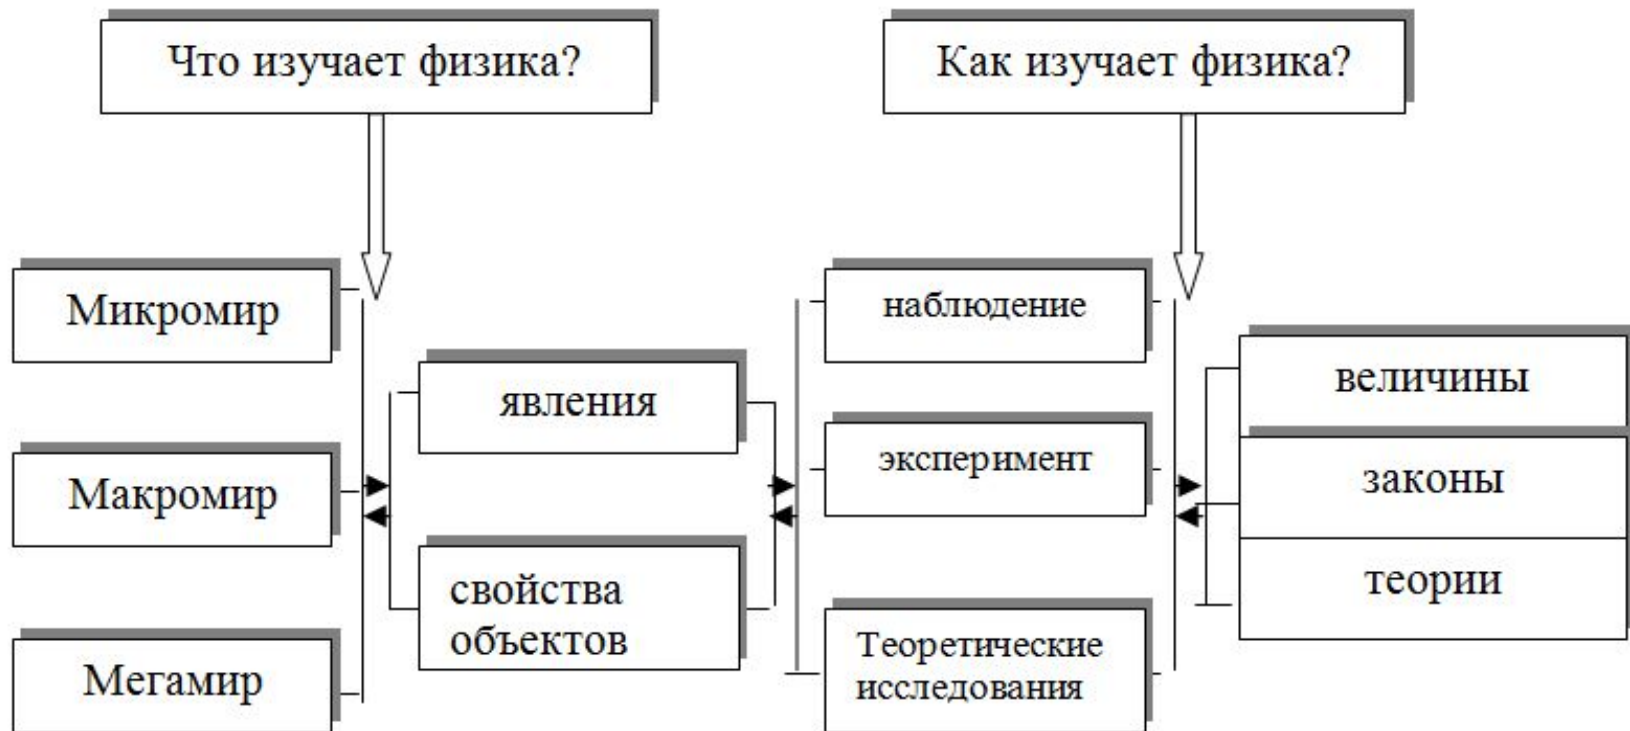 Что изучает физика?
Как изучает физика?
Микромир
Макромир
Мегамир
явления
свойства
объектов
наблюдение
эксперимент
Теоретические
исследования
величины
законы
теории